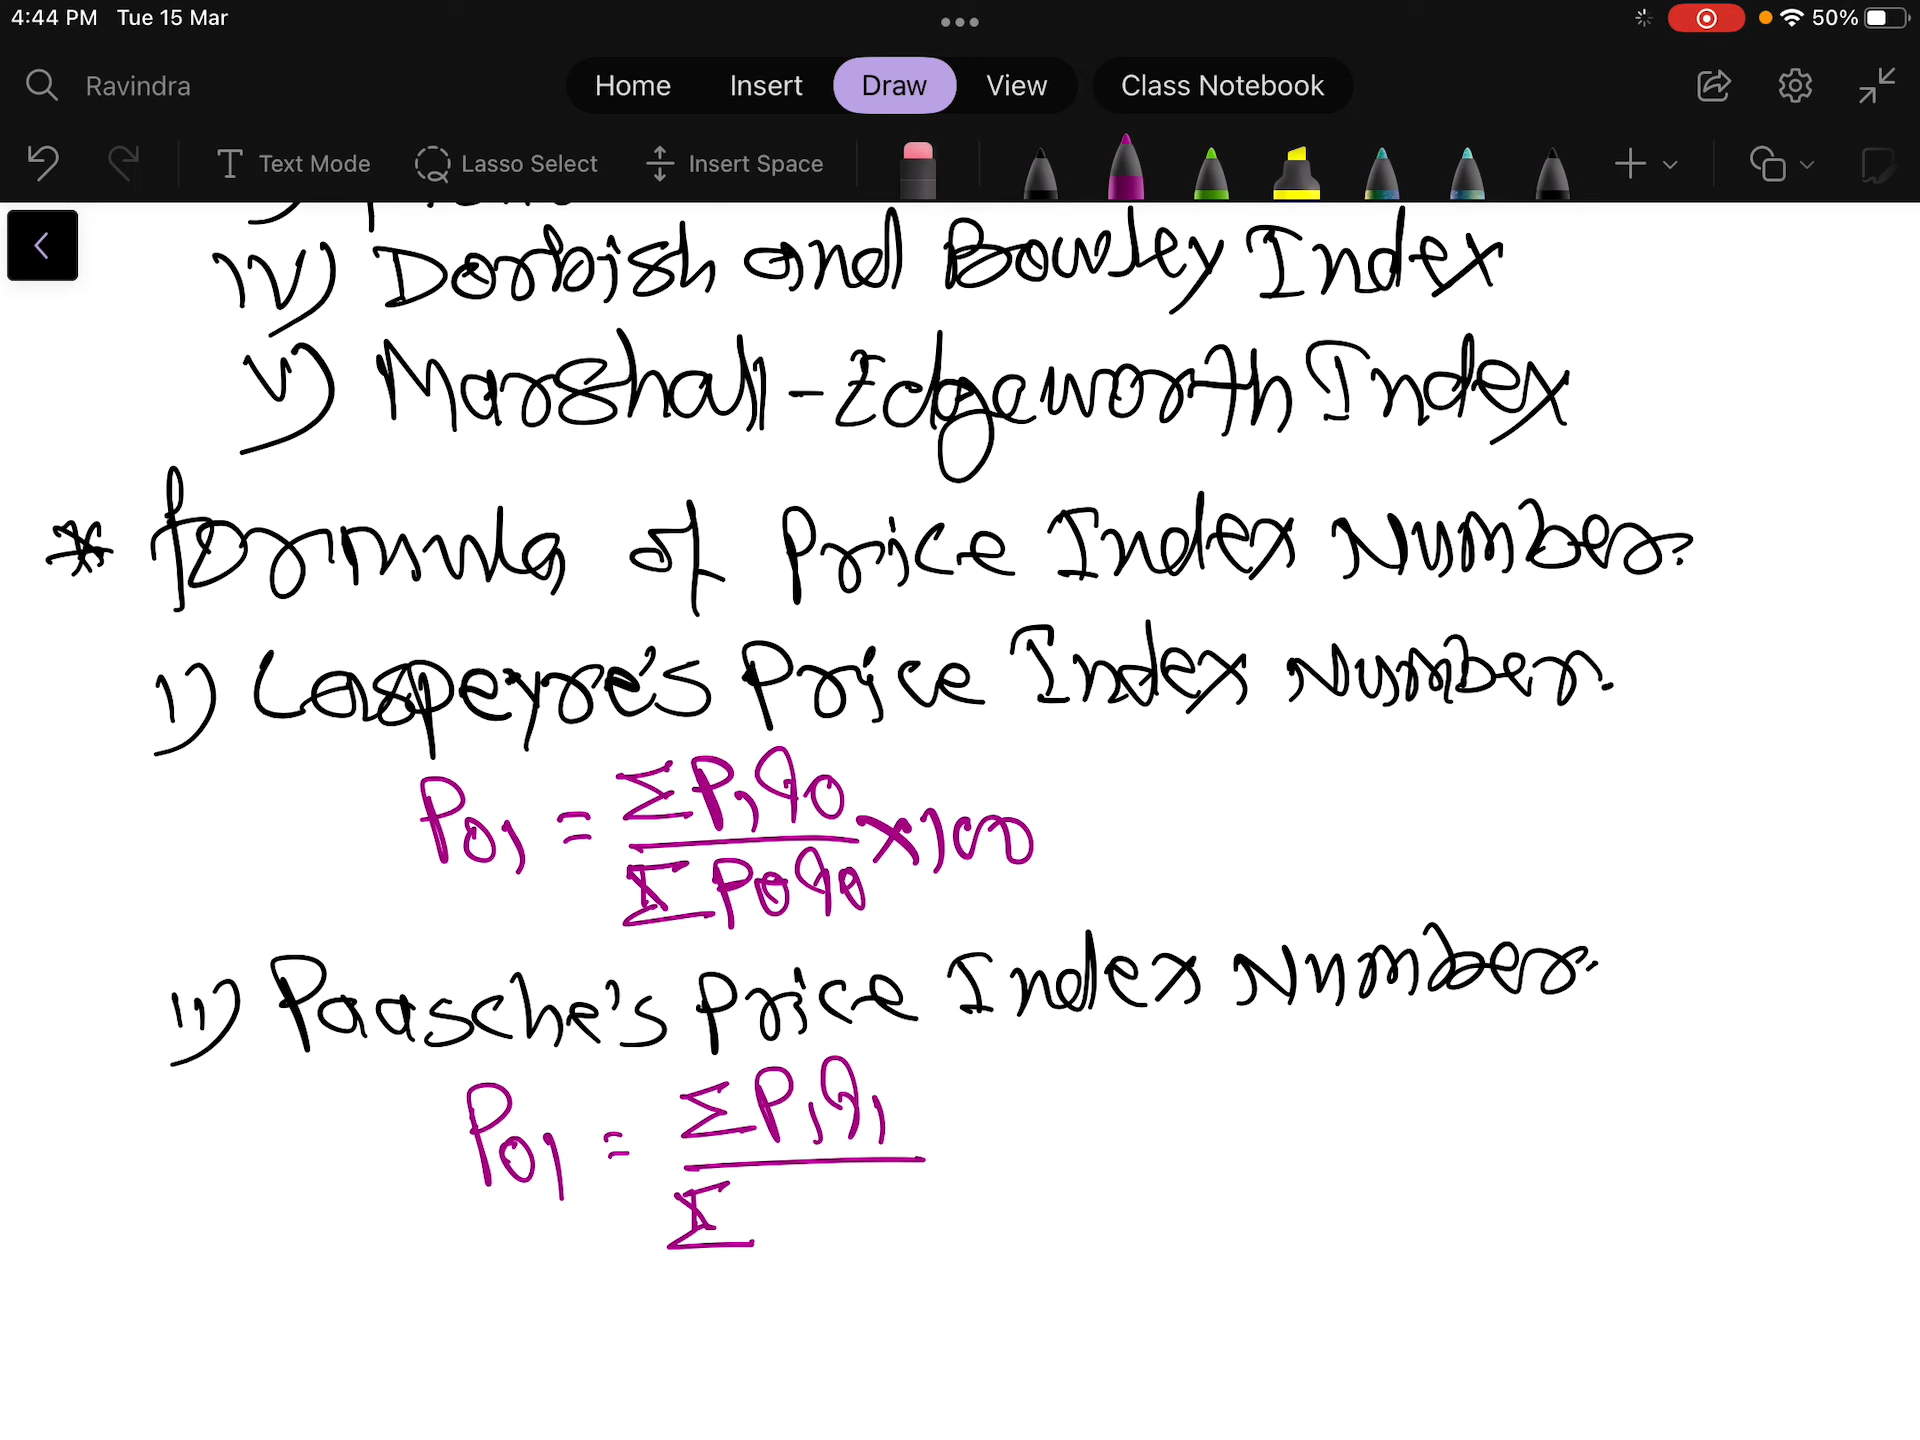 4:44 PM Tue 15 Mar
50%
Ravindra
Home Insert Draw View Class Notebook
Text Mode Lasso Select Insert Space
iv) Dorbish and Bowley Index
v) Marshall-Edgeworth Index
* Formula of Price Index Number.
i) Laspeyre's Price Index Number.
P01 = ΣP1q0 / ΣP0q0 ×100
ii) Paasche's Price Index Number.
P01 = ΣP1q1 / Σ